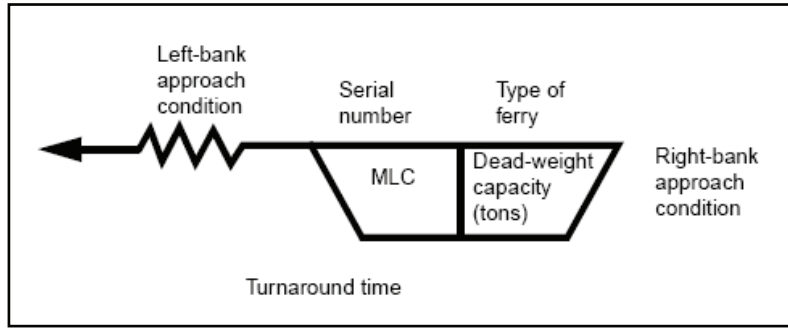 Left-bank
approach
condition
Serial
number
Type of
ferry
MLC
Dead-weight
capacity
(tons)
Right-bank
approach
condition
Turnaround time